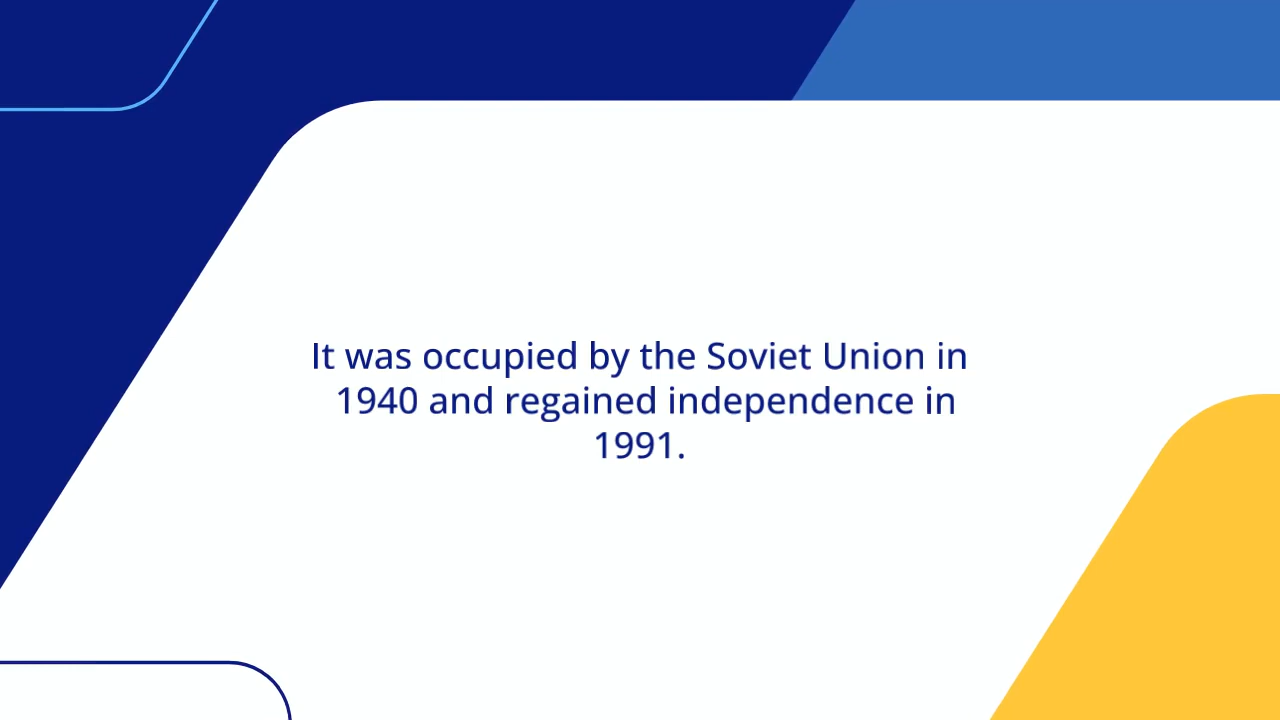 It was occupied by the Soviet Union in
1940 and regained independence in
1991.